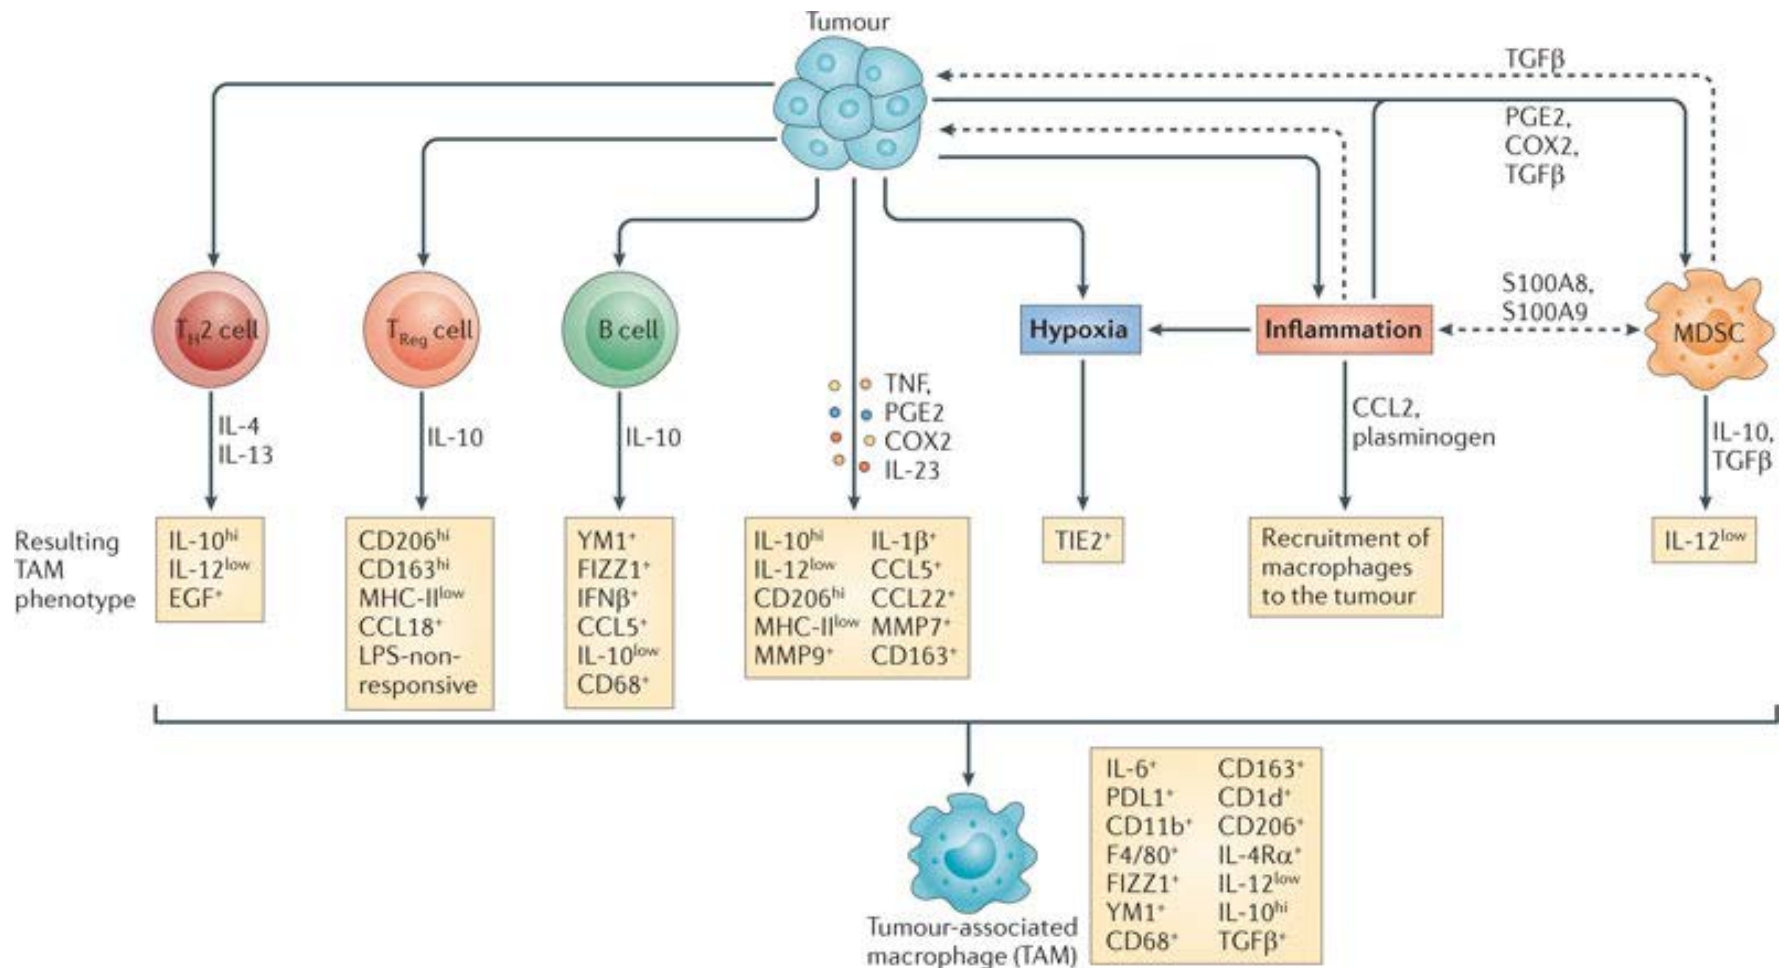 Tumour
TGFβ
PGE2,
COX2,
TGFβ
T_H2 cell
T_Reg cell
B cell
Hypoxia
Inflammation
S100A8,
S100A9
MDSC
IL-4
IL-13
IL-10
IL-10
TNF,
PGE2
COX2
IL-23
CCL2,
plasminogen
IL-10,
TGFβ
Resulting
TAM
phenotype
IL-10ʰⁱ
IL-12ˡᵒʷ
EGF⁺
CD206ʰⁱ
CD163ʰⁱ
MHC-IIˡᵒʷ
CCL18⁺
LPS-non-
responsive
YM1⁺
FIZZ1⁺
IFNβ⁺
CCL5⁺
IL-10ˡᵒʷ
CD68⁺
IL-10ʰⁱ IL-1β⁺
IL-12ˡᵒʷ CCL5⁺
CD206ʰⁱ CCL22⁺
MHC-IIˡᵒʷ MMP7⁺
MMP9⁺ CD163⁺
TIE2⁺
Recruitment of
macrophages
to the tumour
IL-12ˡᵒʷ
IL-6⁺ CD163⁺
PDL1⁺ CD1d⁺
CD11b⁺ CD206⁺
F4/80⁺ IL-4Rα⁺
FIZZ1⁺ IL-12ˡᵒʷ
YM1⁺ IL-10ʰⁱ
CD68⁺ TGFβ⁺
Tumour-associated
macrophage (TAM)